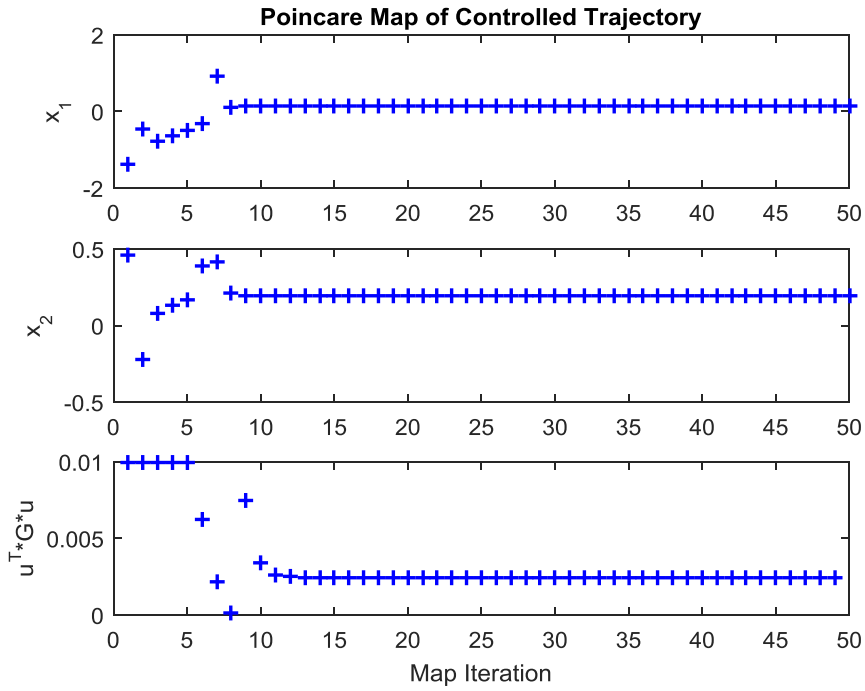 Poincare Map of Controlled Trajectory
2
0
-2
x₁
0 5 10 15 20 25 30 35 40 45 50
0.5
0
-0.5
x₂
0 5 10 15 20 25 30 35 40 45 50
0.01
0.005
0
uᵀ*G*u
0 5 10 15 20 25 30 35 40 45 50
Map Iteration